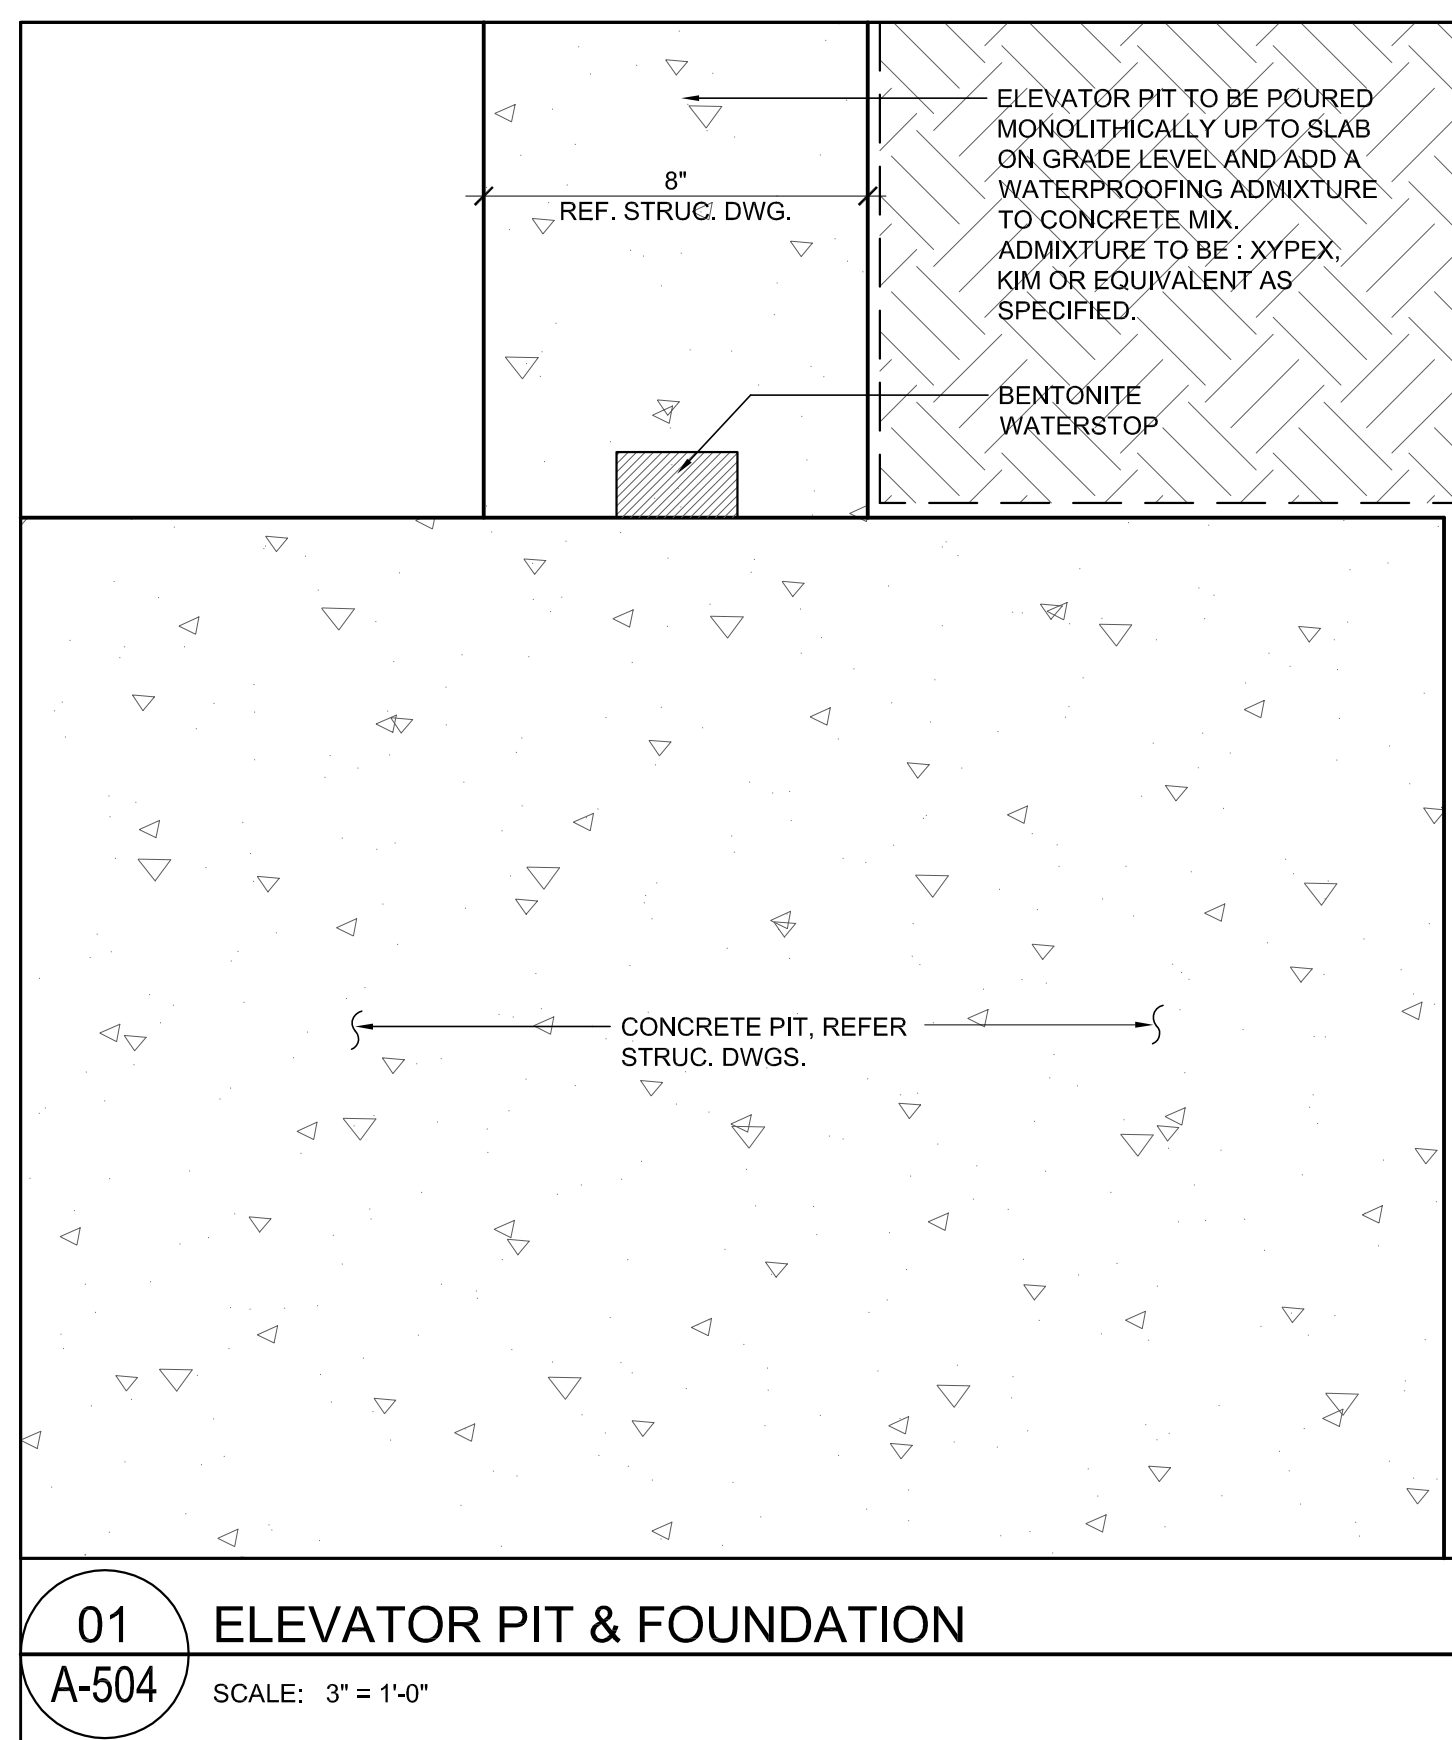 ELEVATOR PIT TO BE POURED
MONOLITHICALLY UP TO SLAB
ON GRADE LEVEL AND ADD A
WATERPROOFING ADMIXTURE
TO CONCRETE MIX.
ADMIXTURE TO BE : XYPEX,
KIM OR EQUIVALENT AS
SPECIFIED.
8"
REF. STRUC. DWG.
BENTONITE
WATERSTOP
CONCRETE PIT, REFER
STRUC. DWGS.
01
ELEVATOR PIT & FOUNDATION
A-504
SCALE: 3" = 1'-0"